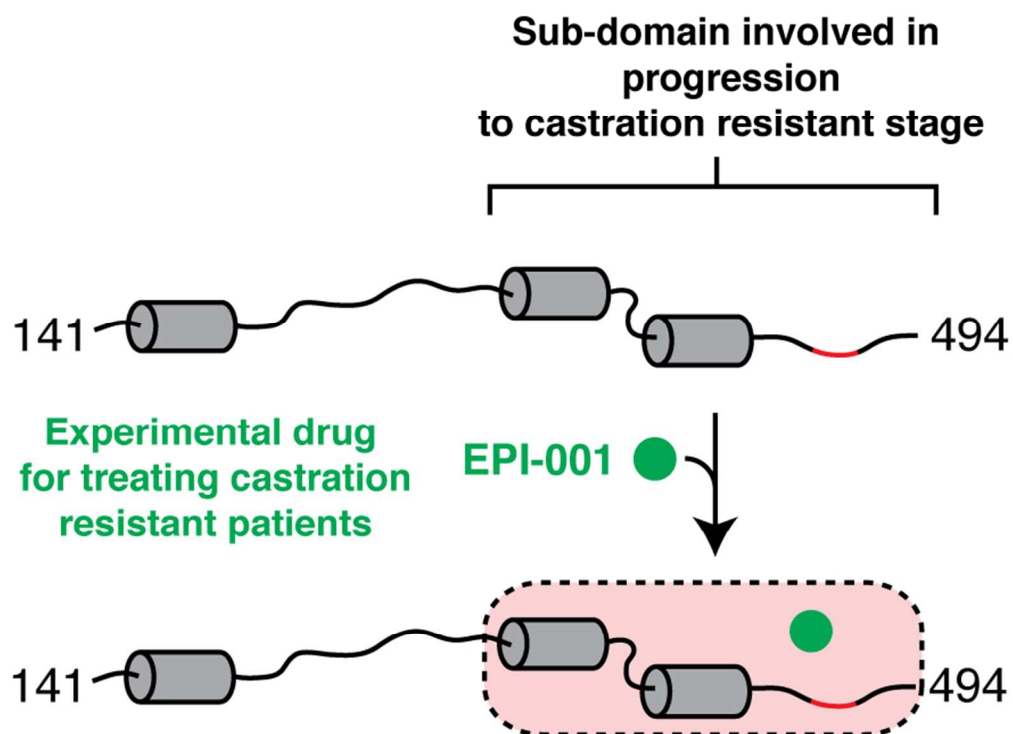 Sub-domain involved in
progression
to castration resistant stage
141
494
Experimental drug
for treating castration
resistant patients
EPI-001
141
494